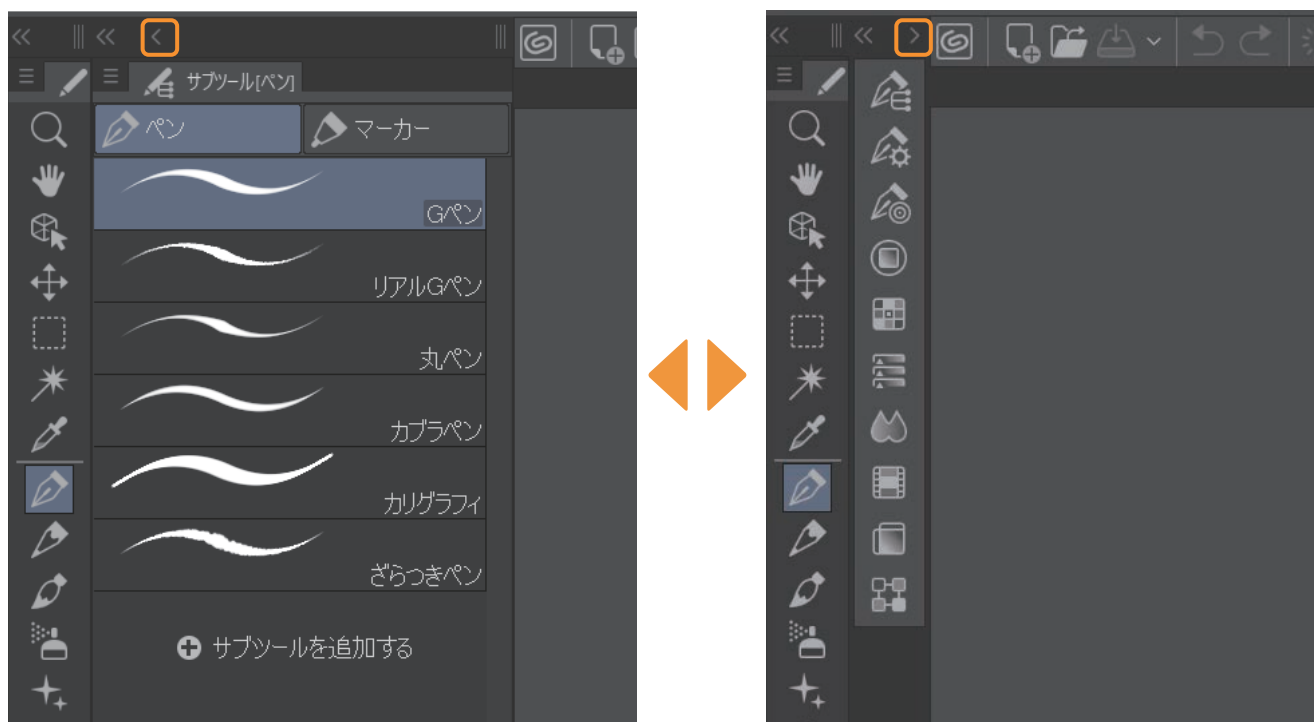 サブツール[ペン]
ペン
マーカー
Gペン
リアルGペン
丸ペン
カブラペン
カリグラフィ
ざらつきペン
サブツールを追加する